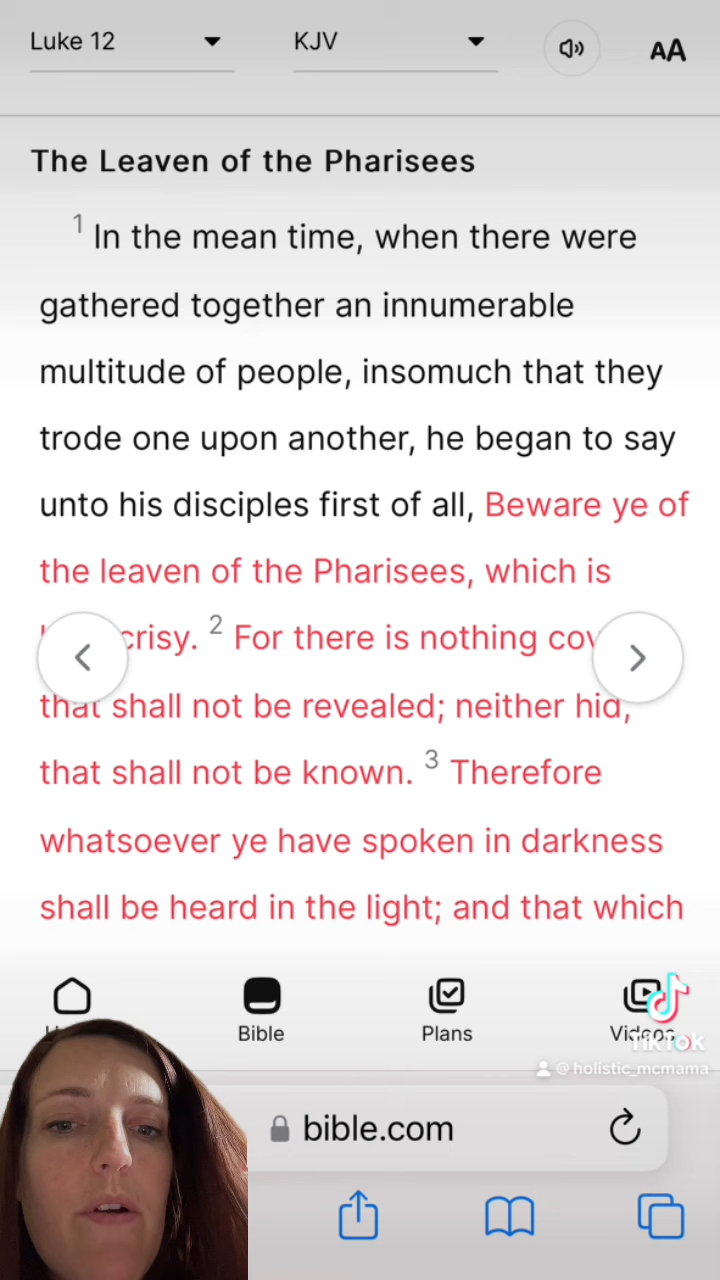 Luke 12
KJV
AA
The Leaven of the Pharisees
1 In the mean time, when there were
gathered together an innumerable
multitude of people, insomuch that they
trode one upon another, he began to say
unto his disciples first of all, Beware ye of
the leaven of the Pharisees, which is
crisy. 2 For there is nothing cov
that shall not be revealed; neither hid,
that shall not be known. 3 Therefore
whatsoever ye have spoken in darkness
shall be heard in the light; and that which
Bible
Plans
Videos
TikTok
@holistic_mcmama
bible.com